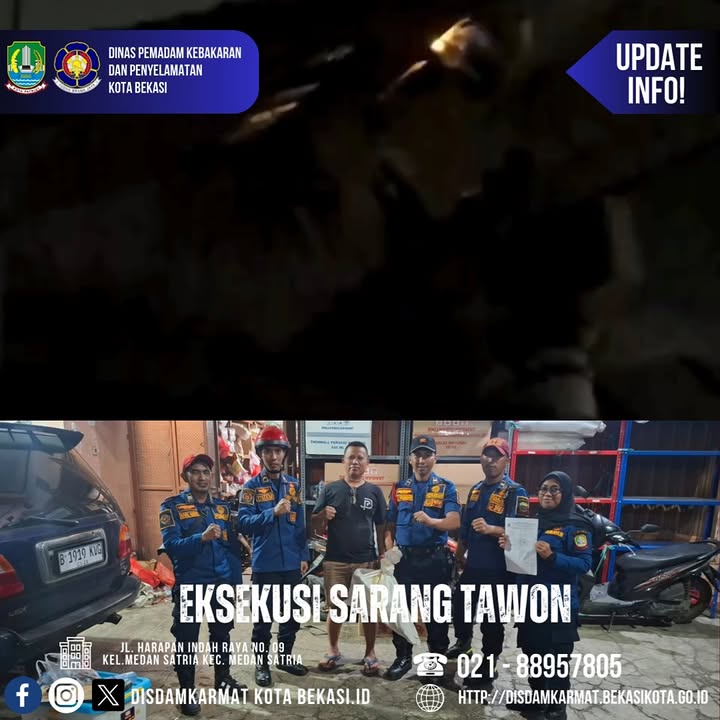 DINAS PEMADAM KEBAKARAN
DAN PENYELAMATAN
KOTA BEKASI
UPDATE
INFO!
B 1919 KUG
EKSEKUSI SARANG TAWON
JL. HARAPAN INDAH RAYA NO. 09
KEL.MEDAN SATRIA KEC. MEDAN SATRIA
021 - 88957805
DISDAMKARMAT KOTA BEKASI.ID
HTTP://DISDAMKARMAT.BEKASIKOTA.GO.ID